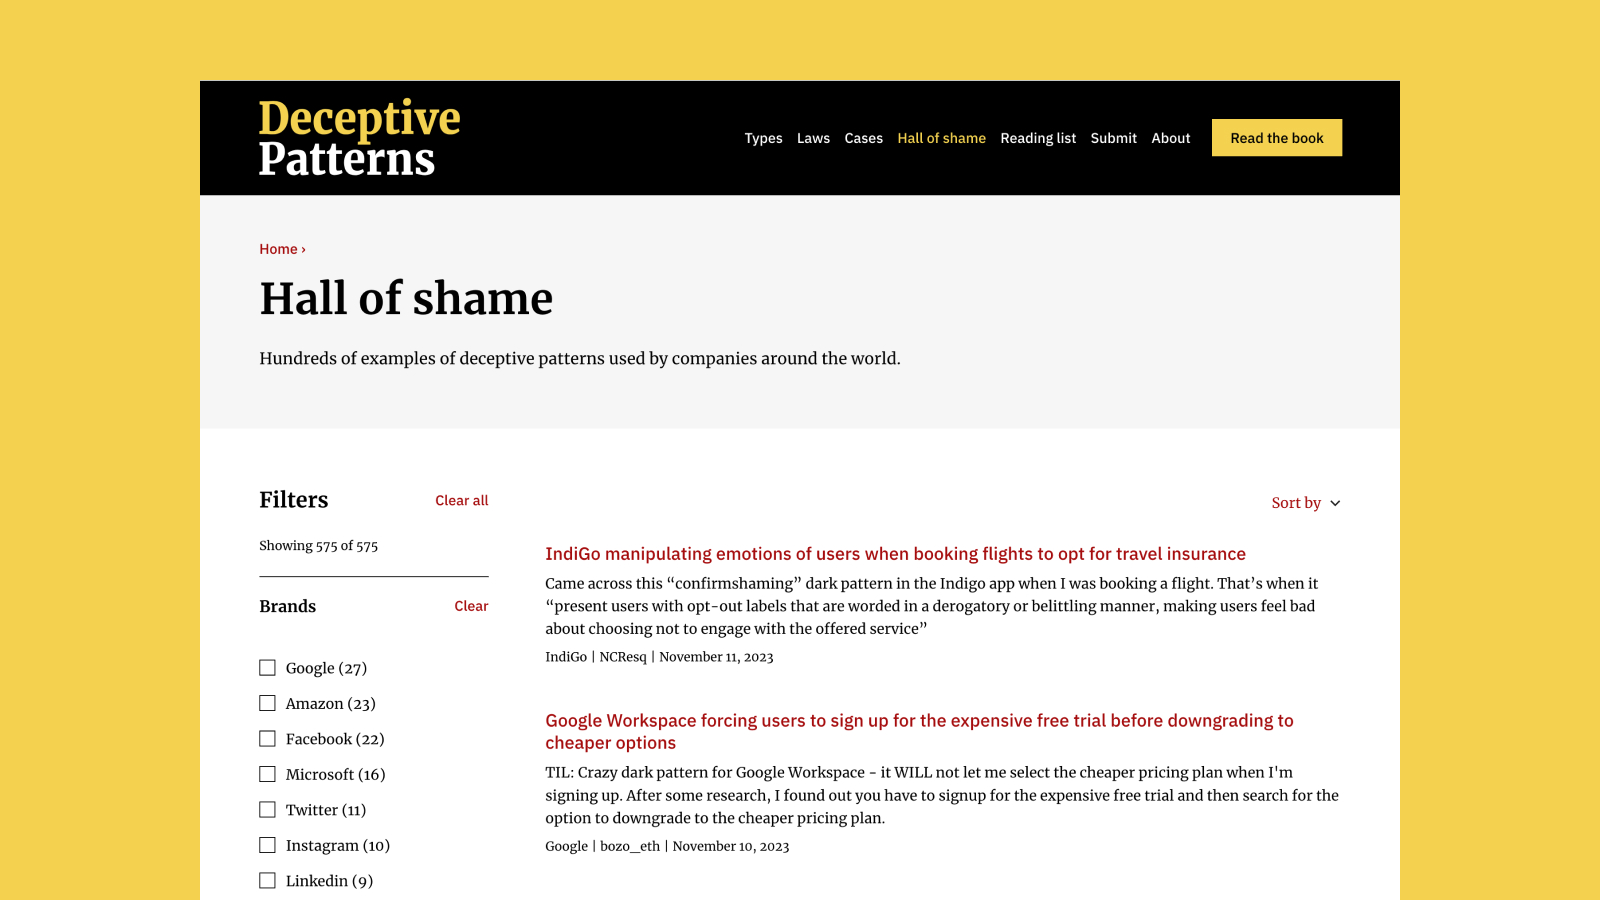 Deceptive
Patterns
Types Laws Cases Hall of shame Reading list Submit About Read the book
Home ›
Hall of shame
Hundreds of examples of deceptive patterns used by companies around the world.
Filters Clear all
Showing 575 of 575
Brands Clear
Google (27)
Amazon (23)
Facebook (22)
Microsoft (16)
Twitter (11)
Instagram (10)
Linkedin (9)
Sort by
IndiGo manipulating emotions of users when booking flights to opt for travel insurance
Came across this “confirmshaming” dark pattern in the Indigo app when I was booking a flight. That’s when it
“present users with opt-out labels that are worded in a derogatory or belittling manner, making users feel bad
about choosing not to engage with the offered service”
IndiGo | NCResq | November 11, 2023
Google Workspace forcing users to sign up for the expensive free trial before downgrading to
cheaper options
TIL: Crazy dark pattern for Google Workspace - it WILL not let me select the cheaper pricing plan when I'm
signing up. After some research, I found out you have to signup for the expensive free trial and then search for the
option to downgrade to the cheaper pricing plan.
Google | bozo_eth | November 10, 2023